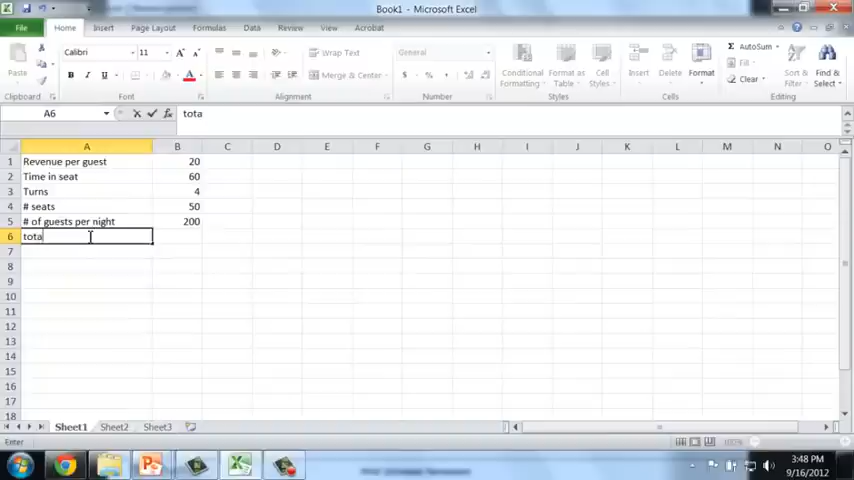 Book1 - Microsoft Excel
File Home Insert Page Layout Formulas Data Review View Acrobat
Paste
Clipboard
Calibri 11
B I U
Font
Wrap Text
Merge & Center
Alignment
General
$ % ,
Number
Conditional Formatting
Format as Table
Cell Styles
Styles
Insert Delete Format
Cells
Σ AutoSum
Fill
Clear
Sort & Filter
Find & Select
Editing
A6 fx tota
A B C D E F G H I J K L M N O
1 Revenue per guest 20
2 Time in seat 60
3 Turns 4
4 # seats 50
5 # of guests per night 200
6 tota
7
8
9
10
11
12
13
14
15
16
17
18
Sheet1 Sheet2 Sheet3
Enter 100%
3:48 PM
9/16/2012